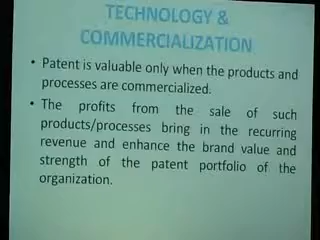 TECHNOLOGY &
COMMERCIALIZATION
• Patent is valuable only when the products and
processes are commercialized.
• The profits from the sale of such
products/processes bring in the recurring
revenue and enhance the brand value and
strength of the patent portfolio of the
organization.